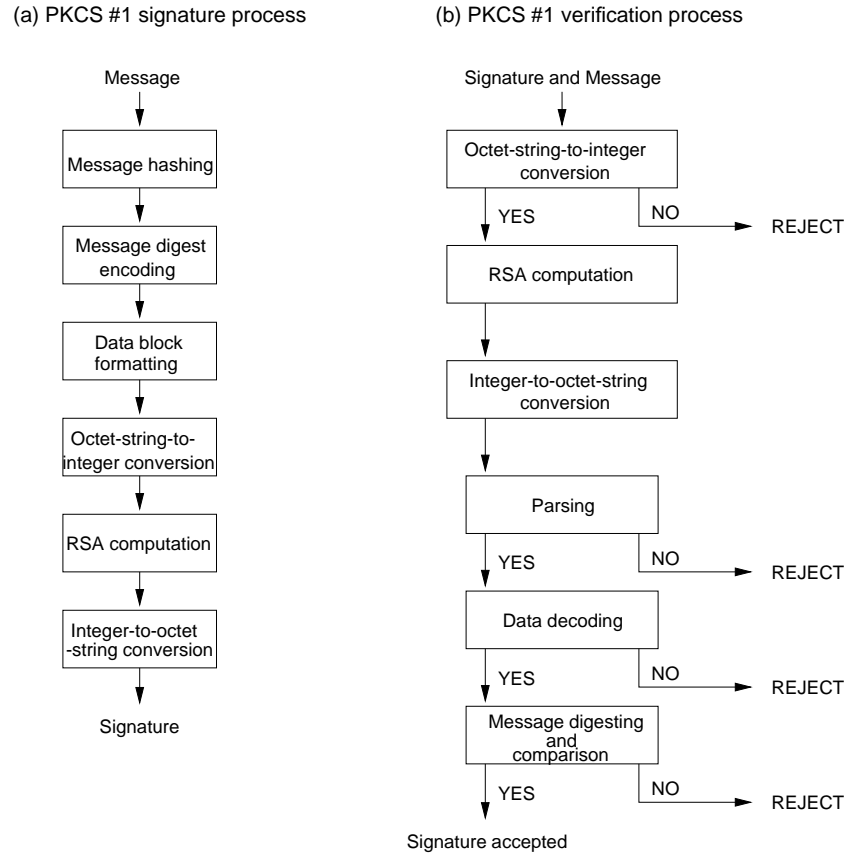 (a) PKCS #1 signature process
Message
Message hashing
Message digest
encoding
Data block
formatting
Octet-string-to-
integer conversion
RSA computation
Integer-to-octet
-string conversion
Signature
(b) PKCS #1 verification process
Signature and Message
Octet-string-to-integer
conversion
YES
NO
REJECT
RSA computation
Integer-to-octet-string
conversion
Parsing
YES
NO
REJECT
Data decoding
YES
NO
REJECT
Message digesting
and
comparison
YES
NO
REJECT
Signature accepted